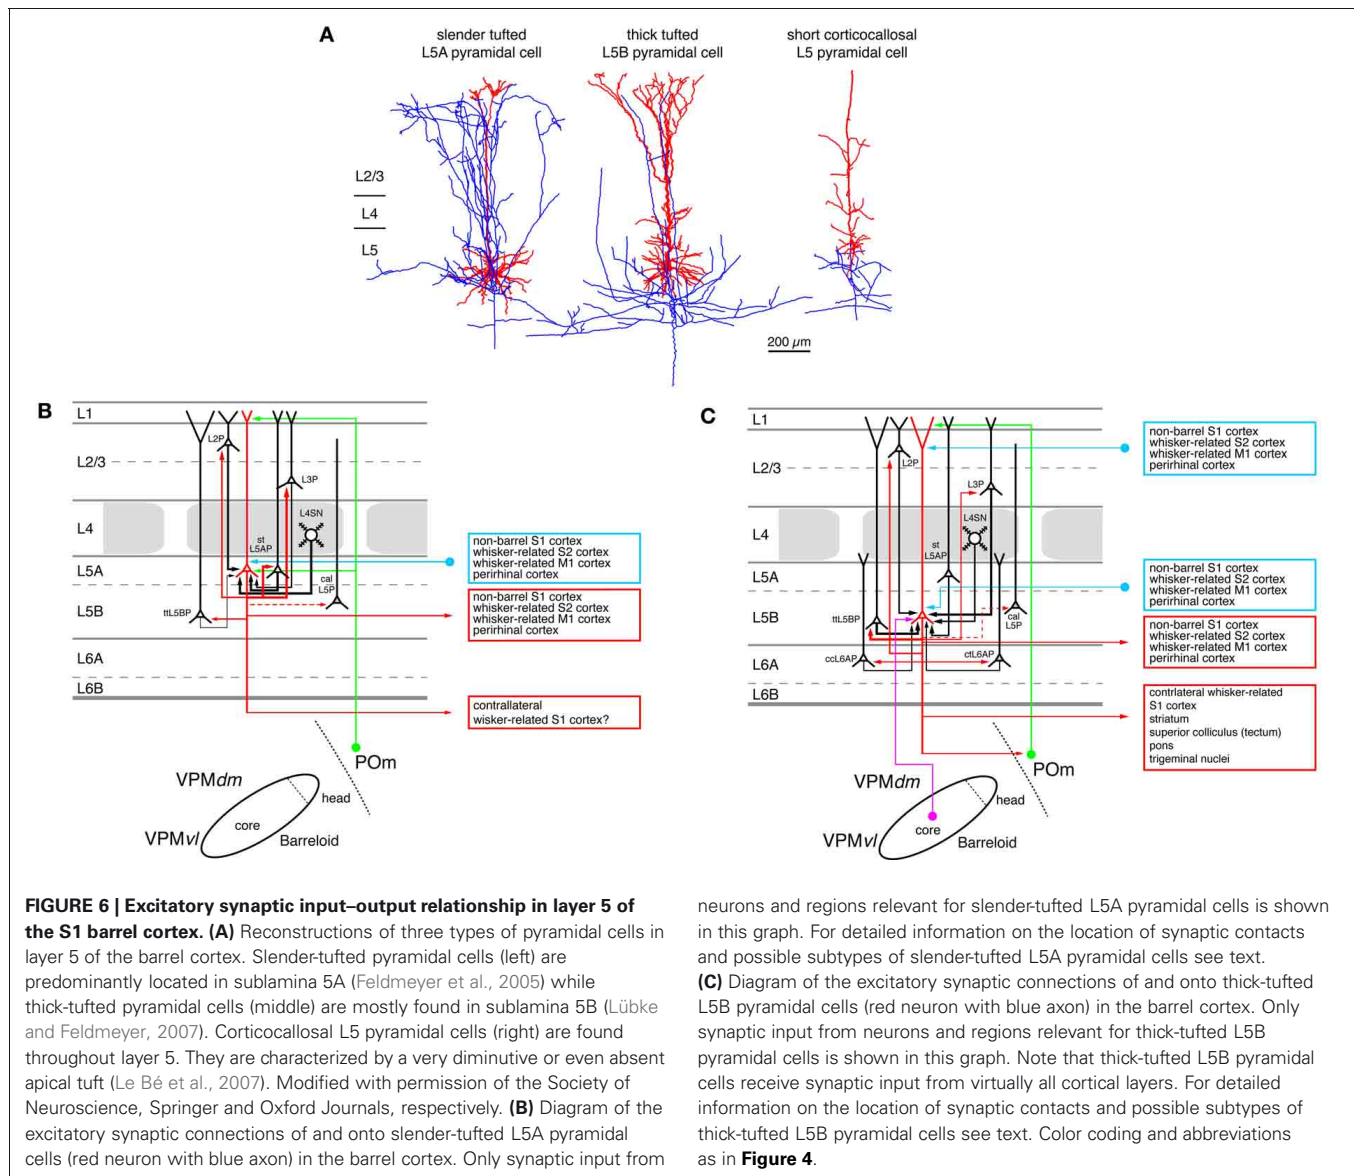 A
slender tufted
L5A pyramidal cell
thick tufted
L5B pyramidal cell
short corticocallosal
L5 pyramidal cell
L2/3
L4
L5
200 µm
B
L1
L2/3
L4
L5A
L5B
L6A
L6B
L2P
L3P
L4SN
st
L5AP
cal
L5P
ttL5BP
non-barrel S1 cortex
whisker-related S2 cortex
whisker-related M1 cortex
perirhinal cortex
non-barrel S1 cortex
whisker-related S2 cortex
whisker-related M1 cortex
perirhinal cortex
contrallateral
wisker-related S1 cortex?
POm
VPMdm
head
core
VPMvl
Barreloid
C
L1
L2/3
L4
L5A
L5B
L6A
L6B
L2P
L3P
L4SN
st
L5AP
cal
L5P
ttL5BP
ccL6AP
ctL6AP
non-barrel S1 cortex
whisker-related S2 cortex
whisker-related M1 cortex
perirhinal cortex
non-barrel S1 cortex
whisker-related S2 cortex
whisker-related M1 cortex
perirhinal cortex
non-barrel S1 cortex
whisker-related S2 cortex
whisker-related M1 cortex
perirhinal cortex
contrlateral whisker-related
S1 cortex
striatum
superior colliculus (tectum)
pons
trigeminal nuclei
POm
VPMdm
head
core
VPMvl
Barreloid
FIGURE 6 | Excitatory synaptic input–output relationship in layer 5 of
the S1 barrel cortex. (A) Reconstructions of three types of pyramidal cells in
layer 5 of the barrel cortex. Slender-tufted pyramidal cells (left) are
predominantly located in sublamina 5A (Feldmeyer et al., 2005) while
thick-tufted pyramidal cells (middle) are mostly found in sublamina 5B (Lübke
and Feldmeyer, 2007). Corticocallosal L5 pyramidal cells (right) are found
throughout layer 5. They are characterized by a very diminutive or even absent
apical tuft (Le Bé et al., 2007). Modified with permission of the Society of
Neuroscience, Springer and Oxford Journals, respectively. (B) Diagram of the
excitatory synaptic connections of and onto slender-tufted L5A pyramidal
cells (red neuron with blue axon) in the barrel cortex. Only synaptic input from
neurons and regions relevant for slender-tufted L5A pyramidal cells is shown
in this graph. For detailed information on the location of synaptic contacts
and possible subtypes of slender-tufted L5A pyramidal cells see text.
(C) Diagram of the excitatory synaptic connections of and onto thick-tufted
L5B pyramidal cells (red neuron with blue axon) in the barrel cortex. Only
synaptic input from neurons and regions relevant for thick-tufted L5B
pyramidal cells is shown in this graph. Note that thick-tufted L5B pyramidal
cells receive synaptic input from virtually all cortical layers. For detailed
information on the location of synaptic contacts and possible subtypes of
thick-tufted L5B pyramidal cells see text. Color coding and abbreviations
as in Figure 4.